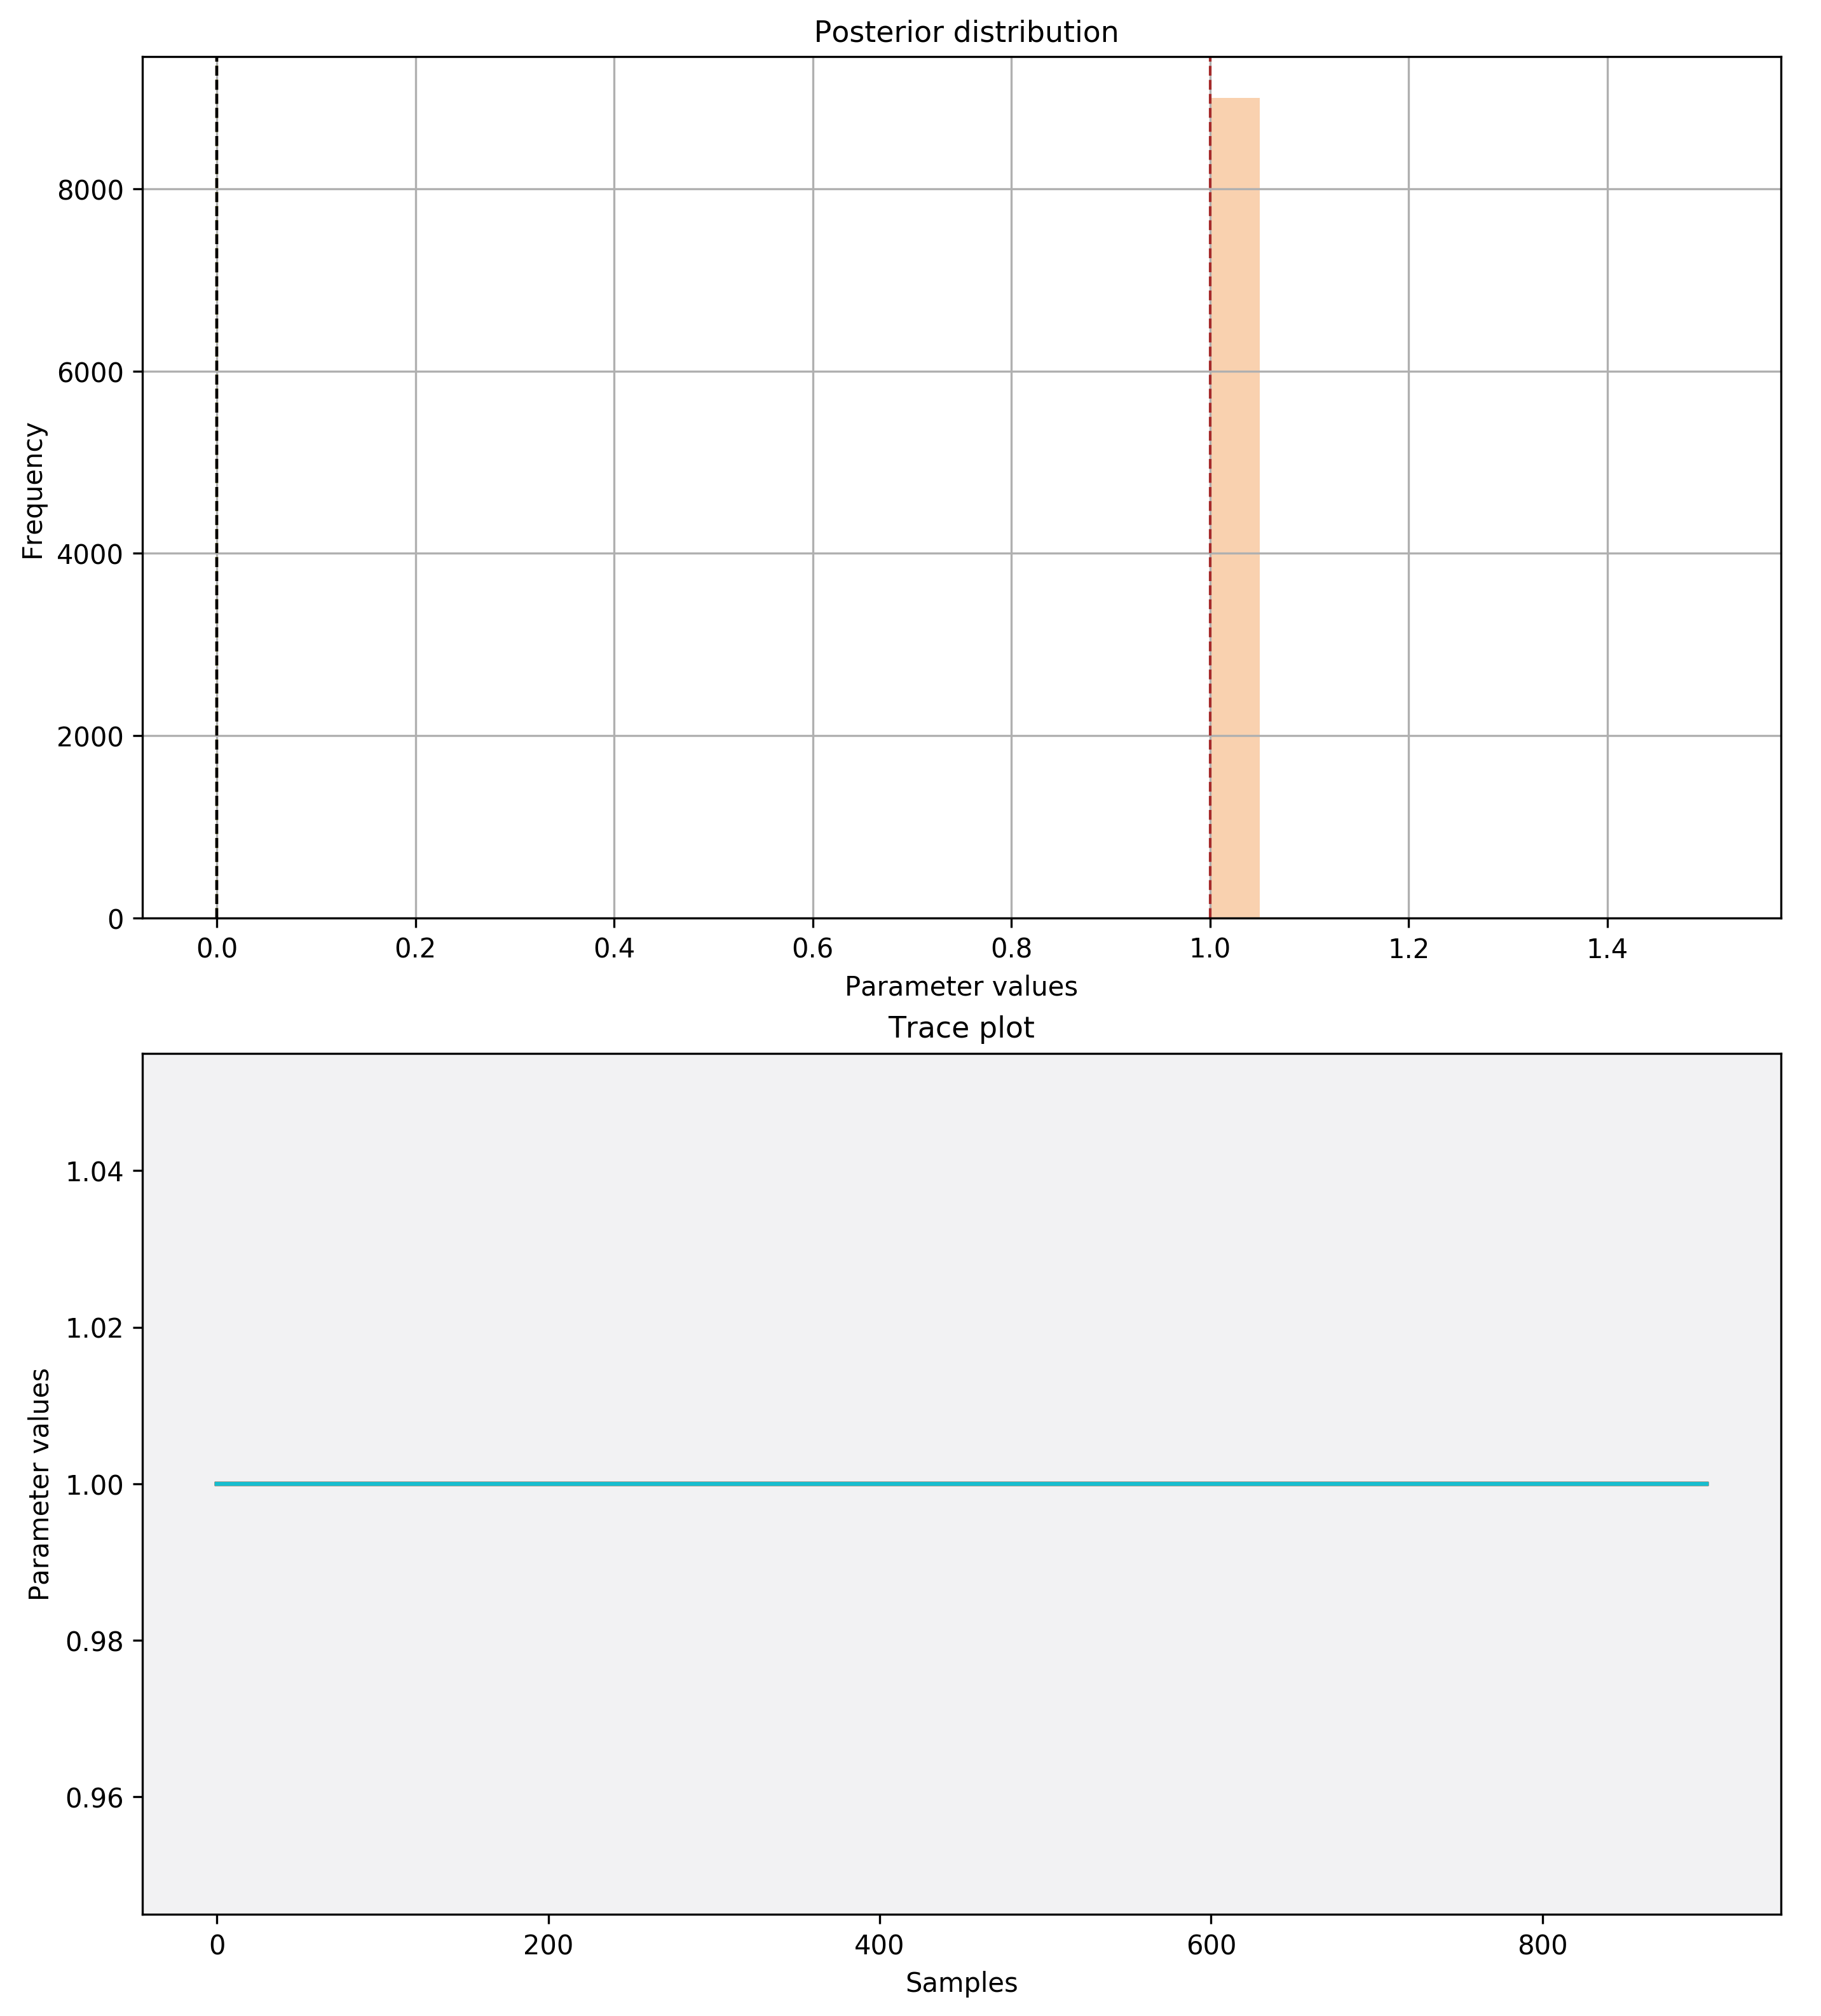 Posterior distribution
Frequency
8000
6000
4000
2000
0
0.0 0.2 0.4 0.6 0.8 1.0 1.2 1.4
Parameter values
Trace plot
Parameter values
1.04
1.02
1.00
0.98
0.96
0 200 400 600 800
Samples